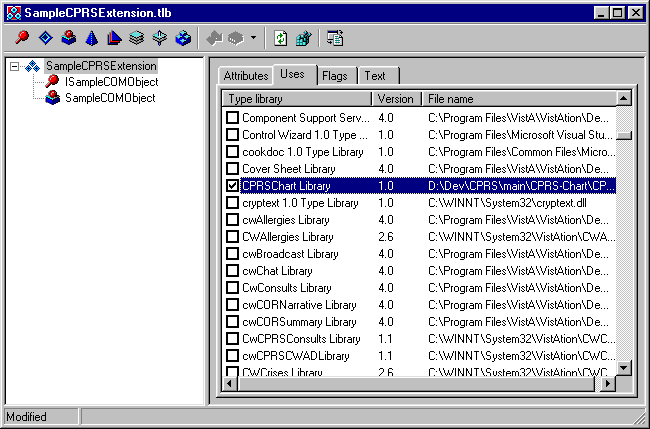 SampleCPRSExtension.tlb
SampleCPRSExtension
ISampleCOMObject
SampleCOMObject
Attributes Uses Flags Text
Type library Version File name
Component Support Serv... 4.0 C:\Program Files\VistA\VistAtion\De...
Control Wizard 1.0 Type ... 1.0 C:\Program Files\Microsoft Visual Stu...
cookdoc 1.0 Type Library 1.0 C:\Program Files\Common Files\Micro...
Cover Sheet Library 4.0 C:\Program Files\VistA\VistAtion\De...
CPRSChart Library 1.0 D:\Dev\CPRS\main\CPRS-Chart\CP...
cryptext 1.0 Type Library 1.0 C:\WINNT\System32\cryptext.dll
cwAllergies Library 4.0 C:\Program Files\VistA\VistAtion\De...
CWAllergies Library 2.6 C:\WINNT\System32\VistAtion\CWA...
cwBroadcast Library 4.0 C:\Program Files\VistA\VistAtion\De...
cwChat Library 4.0 C:\Program Files\VistA\VistAtion\De...
CwConsults Library 4.0 C:\Program Files\VistA\VistAtion\De...
cwCORNarrative Library 4.0 C:\Program Files\VistA\VistAtion\De...
cwCORSummary Library 4.0 C:\Program Files\VistA\VistAtion\De...
CwCPRSConsults Library 1.1 C:\WINNT\System32\VistAtion\CWC...
cwCPRSCWADLibrary 1.1 C:\WINNT\System32\VistAtion\CWC...
CWCrises Library 2.6 C:\WINNT\System32\VistAtion\CWC...
Modified